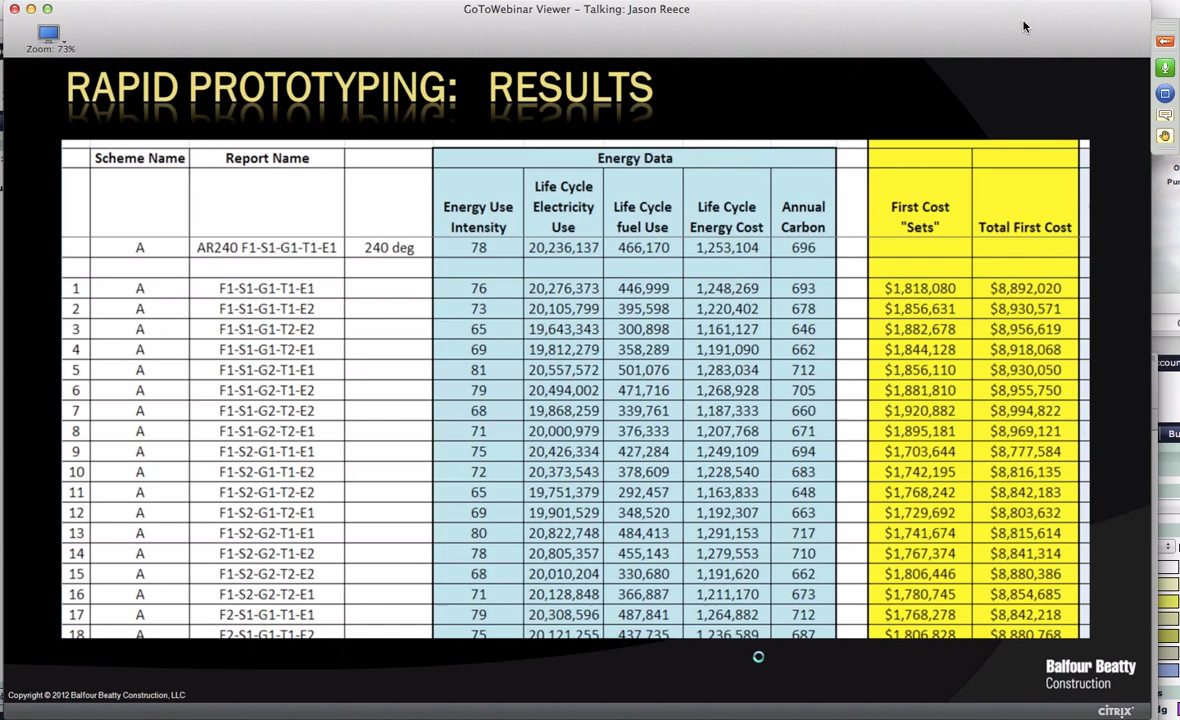 GoToWebinar Viewer - Talking: Jason Reece
Zoom: 73%
RAPID PROTOTYPING: RESULTS
Scheme Name Report Name Energy Data
Energy Use Intensity Life Cycle Electricity Use Life Cycle fuel Use Life Cycle Energy Cost Annual Carbon First Cost "Sets" Total First Cost
A AR240 F1-S1-G1-T1-E1 240 deg 78 20,236,137 466,170 1,253,104 696
1 A F1-S1-G1-T1-E1 76 20,276,373 446,999 1,248,269 693 $1,818,080 $8,892,020
2 A F1-S1-G1-T1-E2 73 20,105,799 395,598 1,220,402 678 $1,856,631 $8,930,571
3 A F1-S1-G1-T2-E2 65 19,643,343 300,898 1,161,127 646 $1,882,678 $8,956,619
4 A F1-S1-G1-T2-E1 69 19,812,279 358,289 1,191,090 662 $1,844,128 $8,918,068
5 A F1-S1-G2-T1-E1 81 20,557,572 501,076 1,283,034 712 $1,856,110 $8,930,050
6 A F1-S1-G2-T1-E2 79 20,494,002 471,716 1,268,928 705 $1,881,810 $8,955,750
7 A F1-S1-G2-T2-E2 68 19,868,259 339,761 1,187,333 660 $1,920,882 $8,994,822
8 A F1-S1-G2-T2-E1 71 20,000,979 376,333 1,207,768 671 $1,895,181 $8,969,121
9 A F1-S2-G1-T1-E1 75 20,426,334 427,284 1,249,109 694 $1,703,644 $8,777,584
10 A F1-S2-G1-T1-E2 72 20,373,543 378,609 1,228,540 683 $1,742,195 $8,816,135
11 A F1-S2-G1-T2-E2 65 19,751,379 292,457 1,163,833 648 $1,768,242 $8,842,183
12 A F1-S2-G1-T2-E1 69 19,901,529 348,520 1,192,307 663 $1,729,692 $8,803,632
13 A F1-S2-G2-T1-E1 80 20,822,748 484,413 1,291,153 717 $1,741,674 $8,815,614
14 A F1-S2-G2-T1-E2 78 20,805,357 455,143 1,279,553 710 $1,767,374 $8,841,314
15 A F1-S2-G2-T2-E2 68 20,010,204 330,680 1,191,620 662 $1,806,446 $8,880,386
16 A F1-S2-G2-T2-E1 71 20,128,848 366,887 1,211,170 673 $1,780,745 $8,854,685
17 A F2-S1-G1-T1-E1 79 20,308,596 487,841 1,264,882 712 $1,768,278 $8,842,218
18 A F2-S1-G1-T1-E2 75 20,121,255 437,735 1,236,589 687 $1,806,828 $8,880,768
Balfour Beatty
Construction
Copyright © 2012 Balfour Beatty Construction, LLC
CITRIX